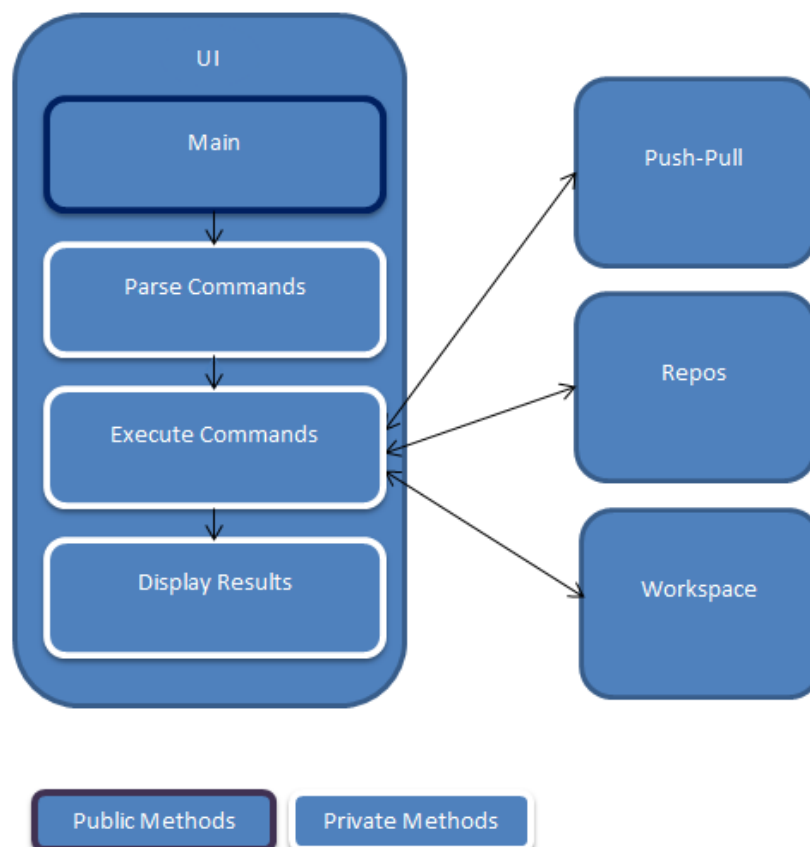 UI
Main
Parse Commands
Execute Commands
Display Results
Push-Pull
Repos
Workspace
Public Methods
Private Methods